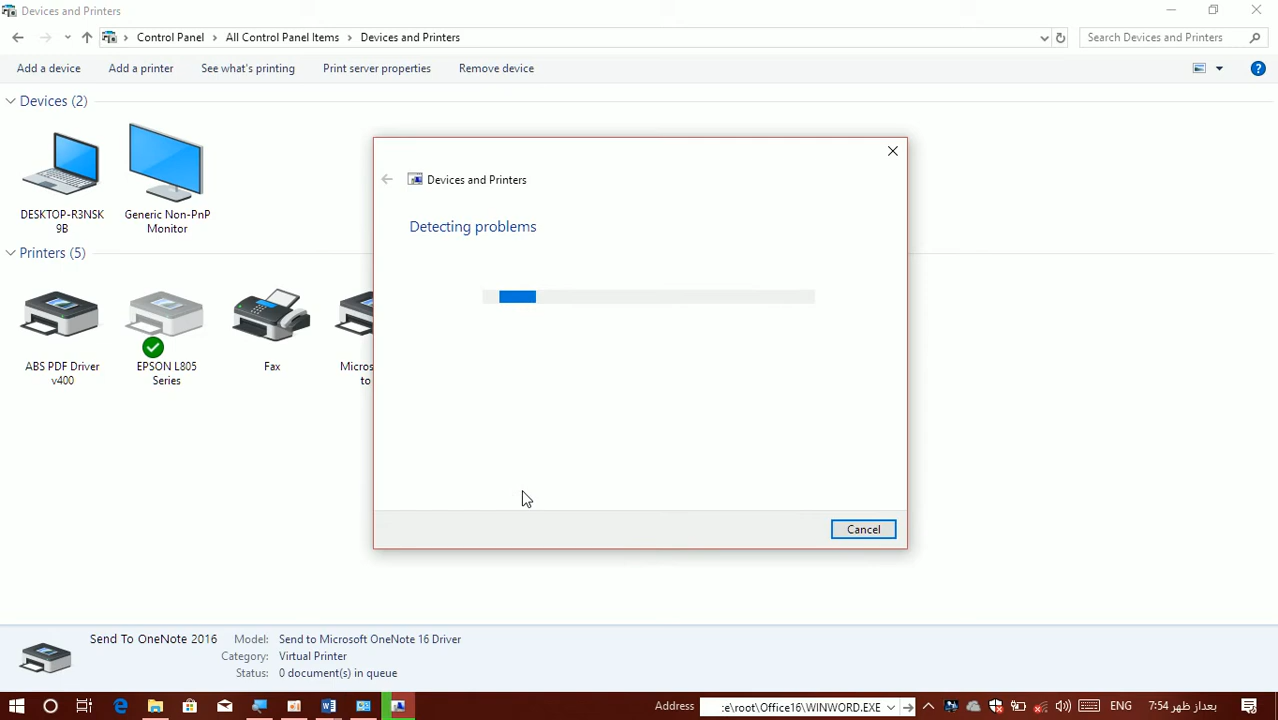 Devices and Printers
Control Panel > All Control Panel Items > Devices and Printers
Search Devices and Printers
Add a device Add a printer See what's printing Print server properties Remove device
Devices (2)
DESKTOP-R3NSK
9B
Generic Non-PnP
Monitor
Printers (5)
ABS PDF Driver
v400
EPSON L805
Series
Fax
Micros
to
Devices and Printers
Detecting problems
Cancel
Send To OneNote 2016
Model: Send to Microsoft OneNote 16 Driver
Category: Virtual Printer
Status: 0 document(s) in queue
Address :e\root\Office16\WINWORD.EXE ENG 7:54 بعداز ظهر